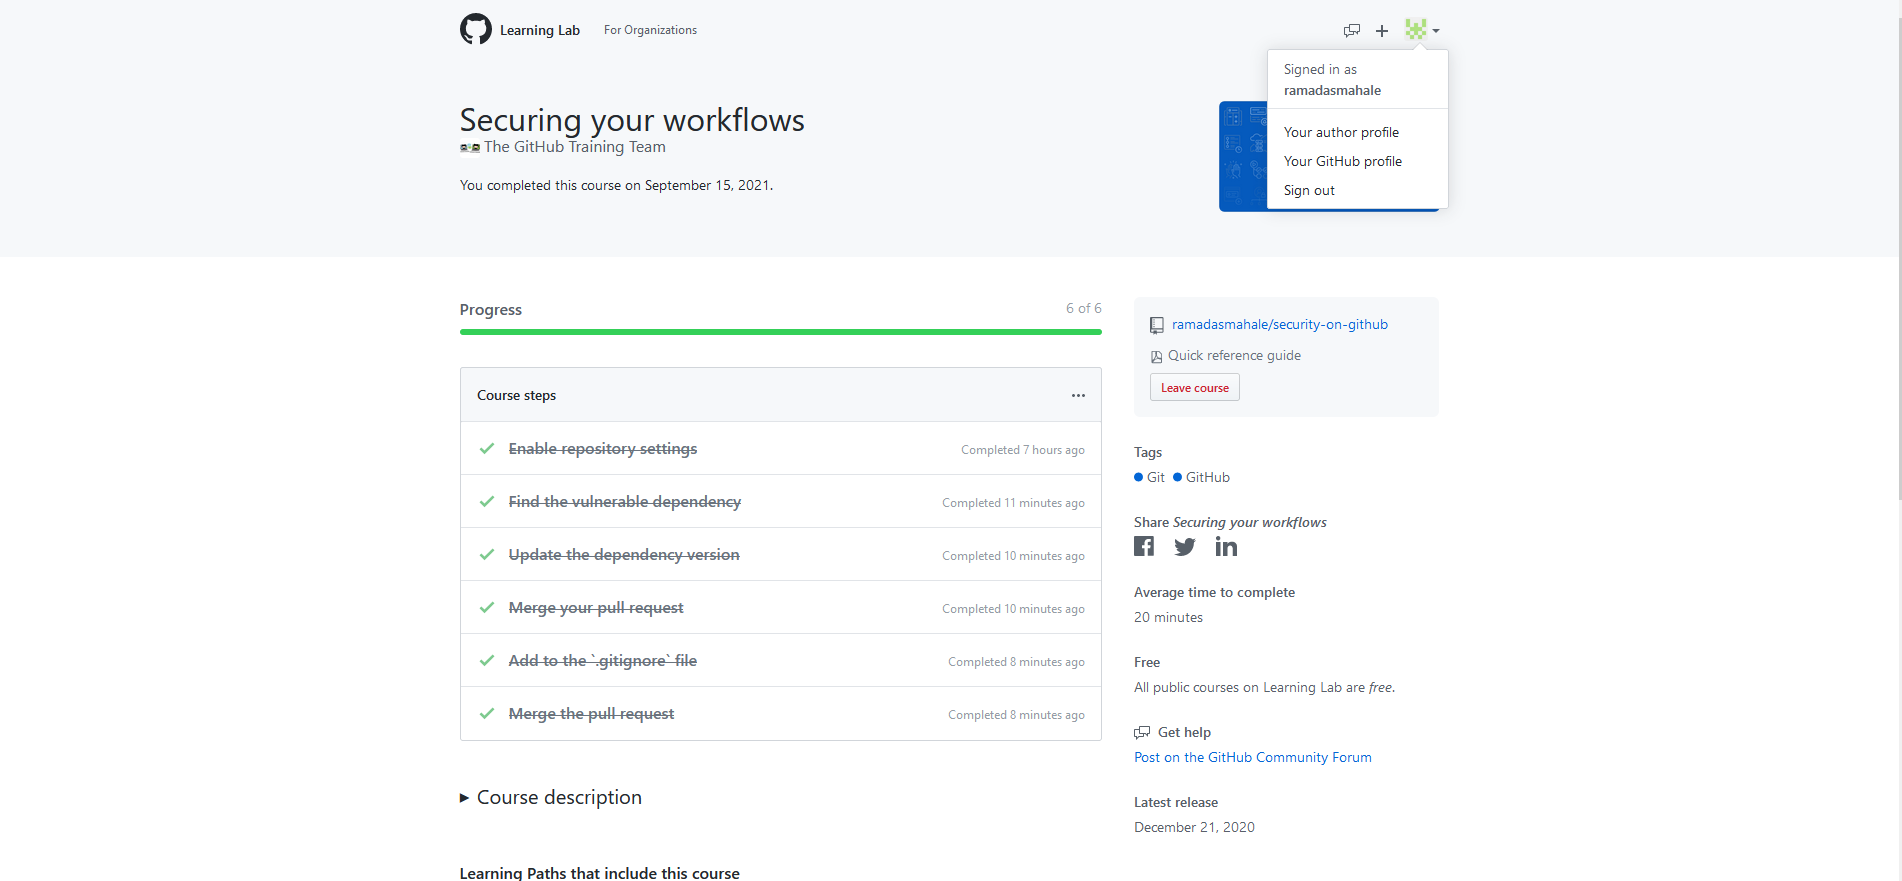 Learning Lab
For Organizations
Signed in as
ramadasmahale
Your author profile
Your GitHub profile
Sign out
Securing your workflows
The GitHub Training Team
You completed this course on September 15, 2021.
Progress
6 of 6
Course steps
Enable repository settings
Completed 7 hours ago
Find the vulnerable dependency
Completed 11 minutes ago
Update the dependency version
Completed 10 minutes ago
Merge your pull request
Completed 10 minutes ago
Add to the `.gitignore` file
Completed 8 minutes ago
Merge the pull request
Completed 8 minutes ago
Course description
Learning Paths that include this course
ramadasmahale/security-on-github
Quick reference guide
Leave course
Tags
Git GitHub
Share Securing your workflows
Average time to complete
20 minutes
Free
All public courses on Learning Lab are free.
Get help
Post on the GitHub Community Forum
Latest release
December 21, 2020